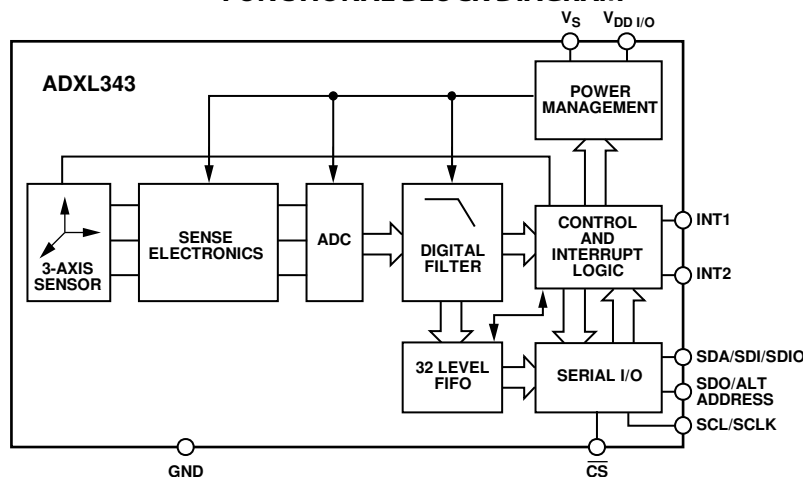 FUNCTIONAL BLOCK DIAGRAM
VS
VDD I/O
ADXL343
POWER
MANAGEMENT
3-AXIS
SENSOR
SENSE
ELECTRONICS
ADC
DIGITAL
FILTER
CONTROL
AND
INTERRUPT
LOGIC
INT1
INT2
32 LEVEL
FIFO
SERIAL I/O
SDA/SDI/SDIO
SDO/ALT
ADDRESS
SCL/SCLK
GND
CS